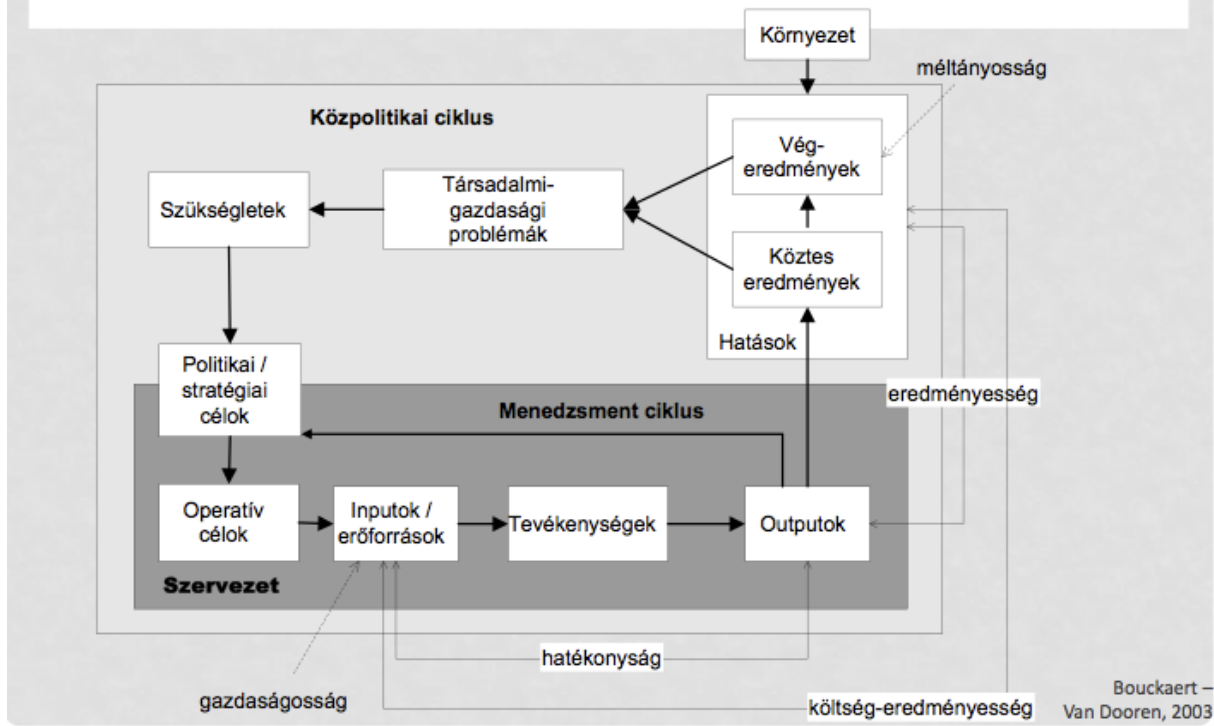 Környezet
méltányosság
Közpolitikai ciklus
Vég-
eredmények
Társadalmi-
gazdasági
problémák
Szükségletek
Köztes
eredmények
Hatások
Politikai /
stratégiai
célok
eredményesség
Menedzsment ciklus
Operatív
célok
Inputok /
erőforrások
Tevékenységek
Outputok
Szervezet
hatékonyság
gazdaságosság
költség-eredményesség
Bouckaert –
Van Dooren, 2003